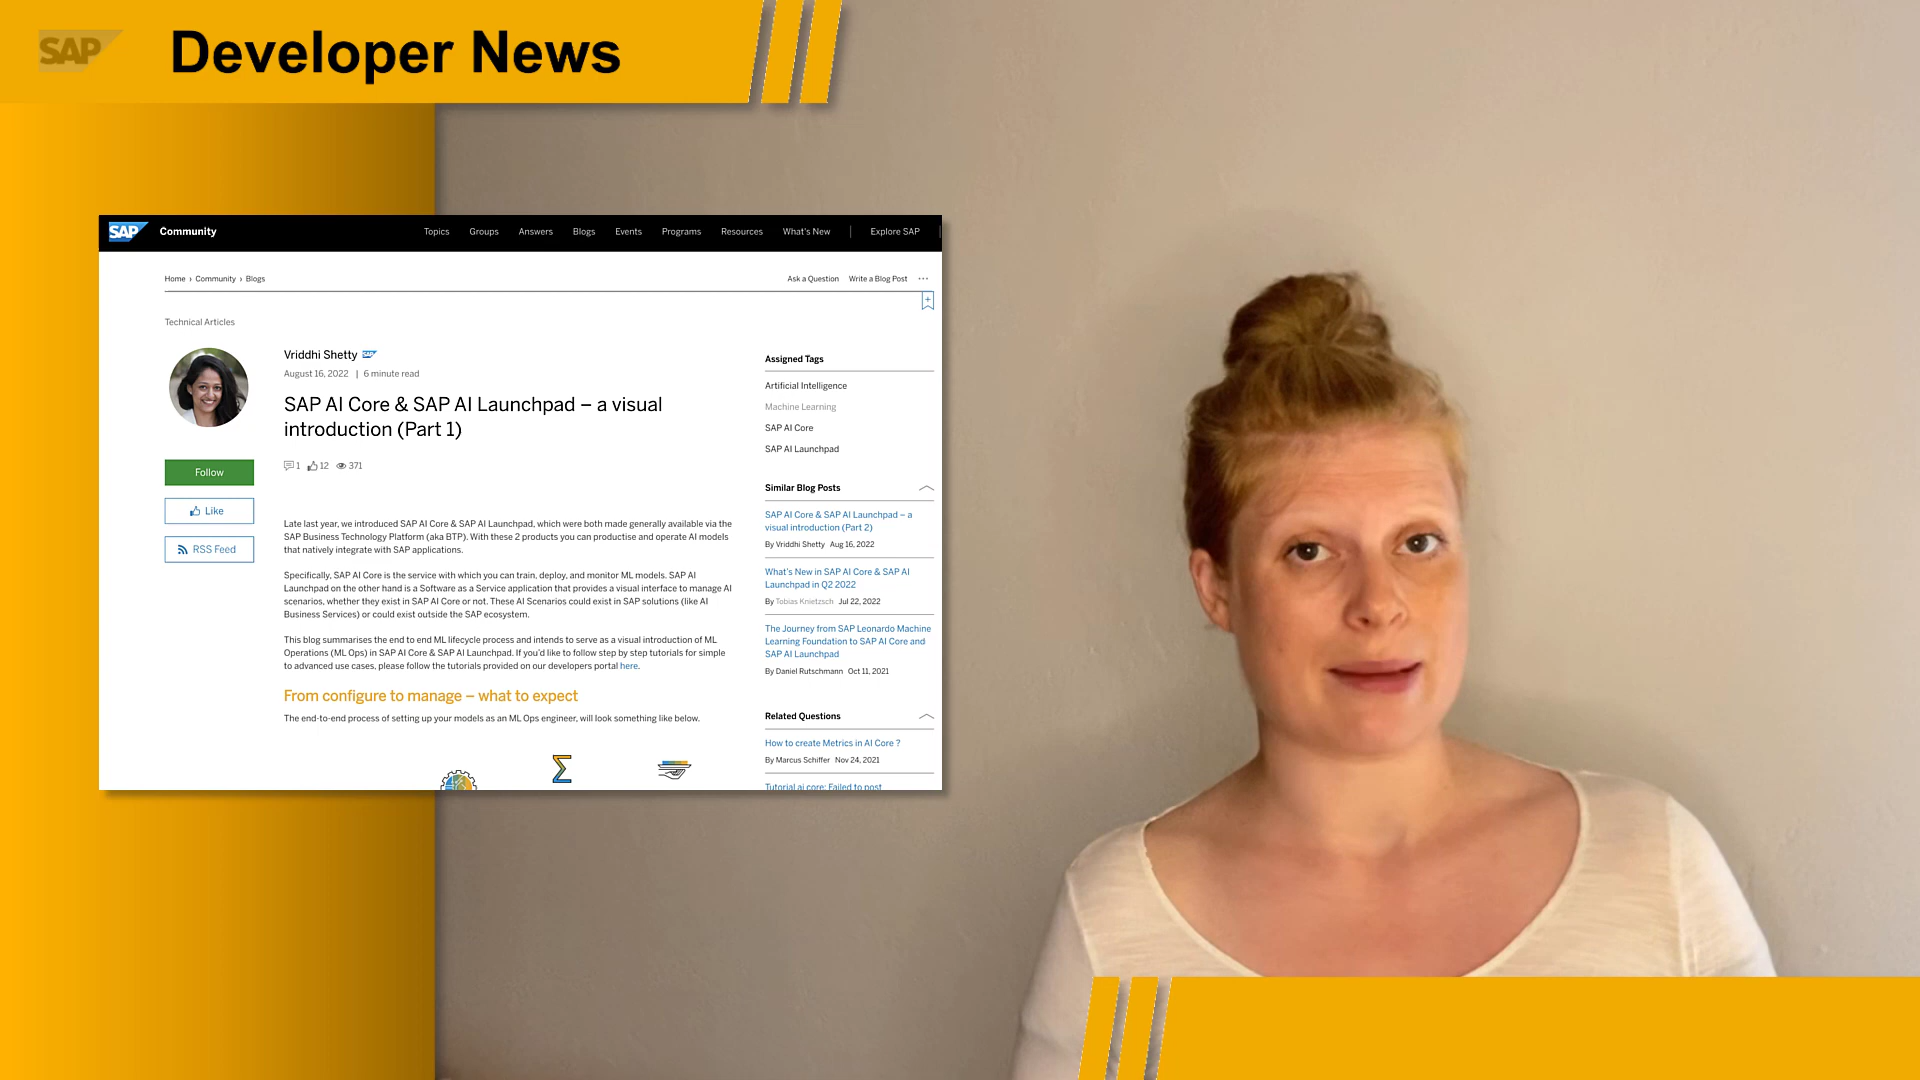 SAP
Developer News
SAP
Community
Topics
Groups
Answers
Blogs
Events
Programs
Resources
What's New
Explore SAP
Home › Community › Blogs
Ask a Question
Write a Blog Post
Technical Articles
Vriddhi Shetty SAP
August 16, 2022 | 6 minute read
SAP AI Core & SAP AI Launchpad – a visual
introduction (Part 1)
1 12 371
Follow
Like
RSS Feed
Late last year, we introduced SAP AI Core & SAP AI Launchpad, which were both made generally available via the
SAP Business Technology Platform (aka BTP). With these 2 products you can productise and operate AI models
that natively integrate with SAP applications.
Specifically, SAP AI Core is the service with which you can train, deploy, and monitor ML models. SAP AI
Launchpad on the other hand is a Software as a Service application that provides a visual interface to manage AI
scenarios, whether they exist in SAP AI Core or not. These AI Scenarios could exist in SAP solutions (like AI
Business Services) or could exist outside the SAP ecosystem.
This blog summarises the end to end ML lifecycle process and intends to serve as a visual introduction of ML
Operations (ML Ops) in SAP AI Core & SAP AI Launchpad. If you'd like to follow step by step tutorials for simple
to advanced use cases, please follow the tutorials provided on our developers portal here.
From configure to manage – what to expect
The end-to-end process of setting up your models as an ML Ops engineer, will look something like below.
Assigned Tags
Artificial Intelligence
Machine Learning
SAP AI Core
SAP AI Launchpad
Similar Blog Posts
SAP AI Core & SAP AI Launchpad – a
visual introduction (Part 2)
By Vriddhi Shetty Aug 16, 2022
What's New in SAP AI Core & SAP AI
Launchpad in Q2 2022
By Tobias Knietzsch Jul 22, 2022
The Journey from SAP Leonardo Machine
Learning Foundation to SAP AI Core and
SAP AI Launchpad
By Daniel Rutschmann Oct 11, 2021
Related Questions
How to create Metrics in AI Core ?
By Marcus Schiffer Nov 24, 2021
Tutorial ai core: Failed to post